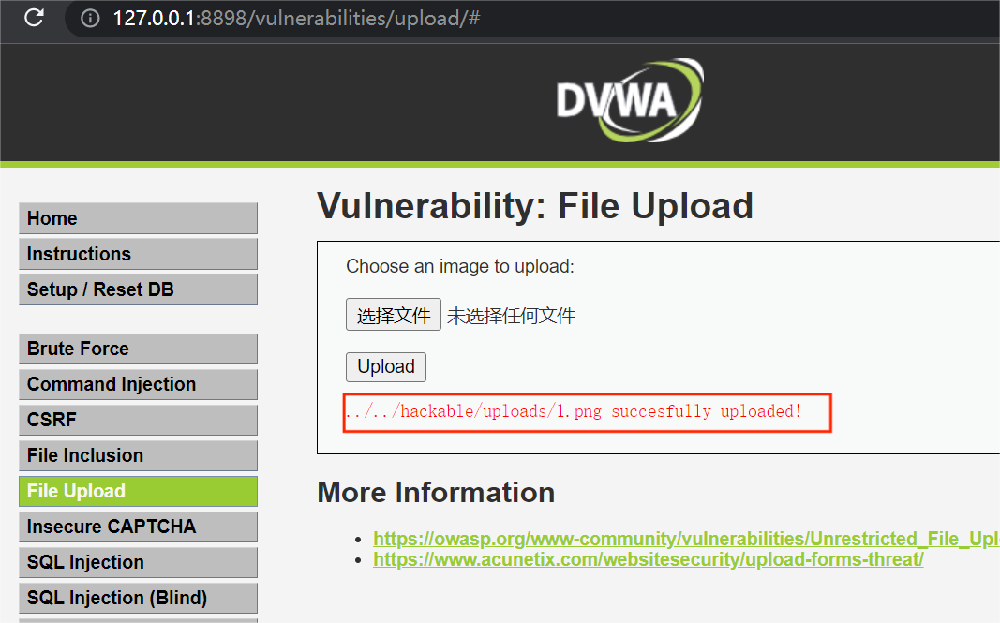 127.0.0.1:8898/vulnerabilities/upload/#
DVWA
Home
Instructions
Setup / Reset DB
Brute Force
Command Injection
CSRF
File Inclusion
File Upload
Insecure CAPTCHA
SQL Injection
SQL Injection (Blind)
Vulnerability: File Upload
Choose an image to upload:
选择文件 未选择任何文件
Upload
../../hackable/uploads/1.png succesfully uploaded!
More Information
https://owasp.org/www-community/vulnerabilities/Unrestricted_File_Upl
https://www.acunetix.com/websitesecurity/upload-forms-threat/